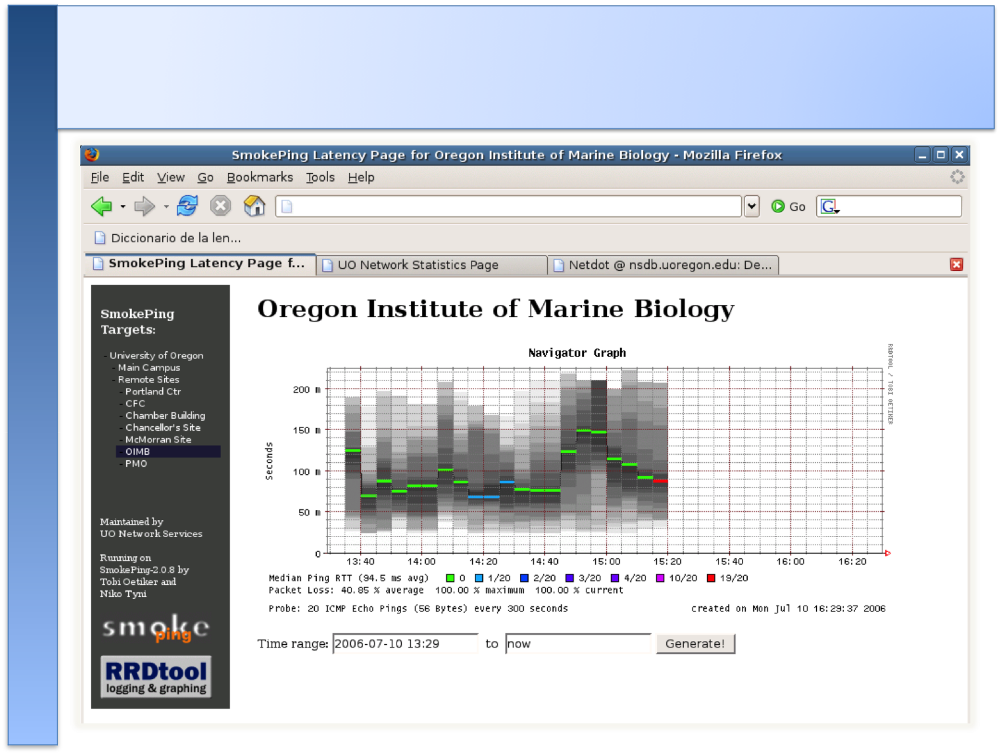 SmokePing Latency Page for Oregon Institute of Marine Biology - Mozilla Firefox
File Edit View Go Bookmarks Tools Help
Go G
Diccionario de la len...
SmokePing Latency Page f... UO Network Statistics Page Netdot @ nsdb.uoregon.edu: De...
SmokePing
Targets:
- University of Oregon
- Main Campus
- Remote Sites
- Portland Ctr
- CFC
- Chamber Building
- Chancellor's Site
- McMorran Site
- OIMB
- PMO
Maintained by
UO Network Services
Running on
SmokePing-2.0.8 by
Tobi Oetiker and
Niko Tyni
smoke
ping
RRDtool
logging & graphing
Oregon Institute of Marine Biology
Navigator Graph
RRDTOOL / TOBI OETIKER
Seconds
200 m
150 m
100 m
50 m
0
13:40 14:00 14:20 14:40 15:00 15:20 15:40 16:00 16:20
Median Ping RTT (94.5 ms avg) 0 1/20 2/20 3/20 4/20 10/20 19/20
Packet Loss: 40.85 % average 100.00 % maximum 100.00 % current
Probe: 20 ICMP Echo Pings (56 Bytes) every 300 seconds created on Mon Jul 10 16:29:37 2006
Time range: 2006-07-10 13:29 to now Generate!